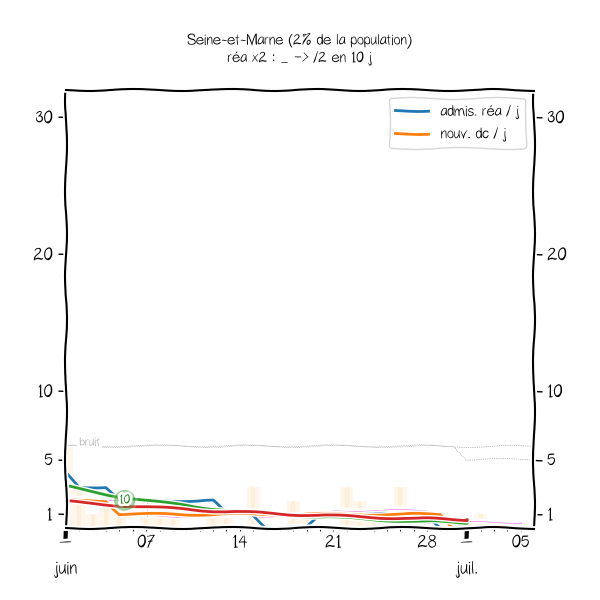 Seine-et-Marne (2% de la population)
réa x2 : _ -> /2 en 10 j
admis. réa / j
nouv. dc / j
30
30
20
20
10
10
bruit
5
5
10
1
1
07
14
21
28
05
juin
juil.